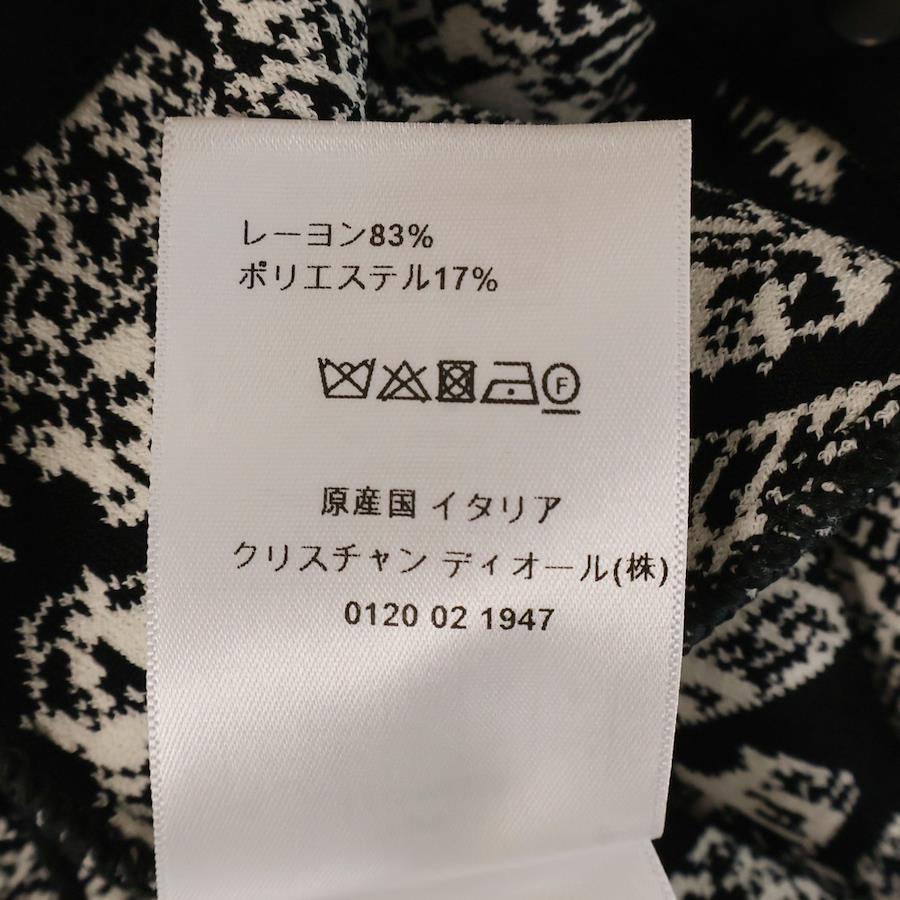 レーヨン83%
ポリエステル17%
F
原産国 イタリア
クリスチャン ディオール(株)
0120 02 1947